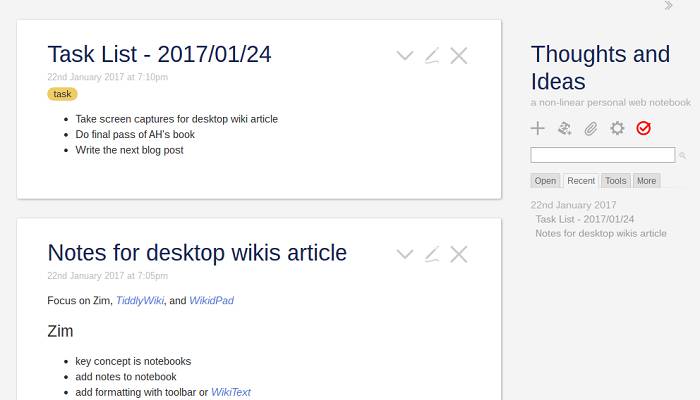 Task List - 2017/01/24
22nd January 2017 at 7:10pm
task
Take screen captures for desktop wiki article
Do final pass of AH's book
Write the next blog post
Notes for desktop wikis article
22nd January 2017 at 7:05pm
Focus on Zim, TiddlyWiki, and WikidPad
Zim
key concept is notebooks
add notes to notebook
add formatting with toolbar or WikiText
Thoughts and
Ideas
a non-linear personal web notebook
Open Recent Tools More
22nd January 2017
Task List - 2017/01/24
Notes for desktop wikis article